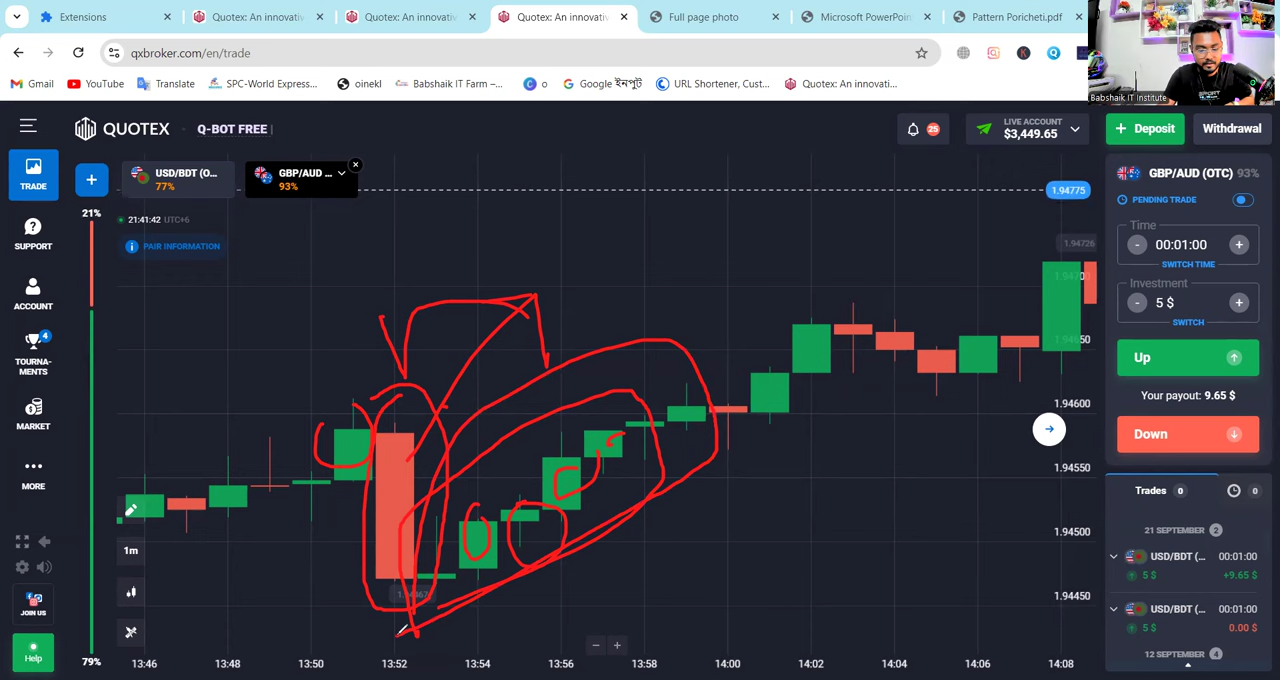 Extensions
Quotex: An innovativ
Quotex: An innovati
Quotex: An innovati
Full page photo
Microsoft PowerPoin
Pattern Poricheti.pdf
qxbroker.com/en/trade
Gmail
YouTube
Translate
SPC-World Express...
oineki
Babshaik IT Farm –...
o
Google ইনপুট
URL Shortener, Cust...
Quotex: An innovati...
Babshaik IT Institute
QUOTEX
Q-BOT FREE
25
LIVE ACCOUNT
$3,449.65
Deposit
Withdrawal
TRADE
SUPPORT
ACCOUNT
4
TOURNA-
MENTS
MARKET
MORE
JOIN US
Help
USD/BDT (O...
77%
GBP/AUD ...
93%
21%
21:41:42 UTC+6
PAIR INFORMATION
1m
79%
1.94775
1.94726
1.94600
1.94550
1.94500
1.94450
13:46
13:48
13:50
13:52
13:54
13:56
13:58
14:00
14:02
14:04
14:06
14:08
GBP/AUD (OTC) 93%
PENDING TRADE
Time
- 00:01:00 +
SWITCH TIME
Investment
- 5 $ +
SWITCH
Up
Your payout: 9.65 $
Down
Trades 0
0
21 SEPTEMBER 2
USD/BDT (... 00:01:00
5 $ +9.65 $
USD/BDT (... 00:01:00
5 $ 0.00 $
12 SEPTEMBER 4